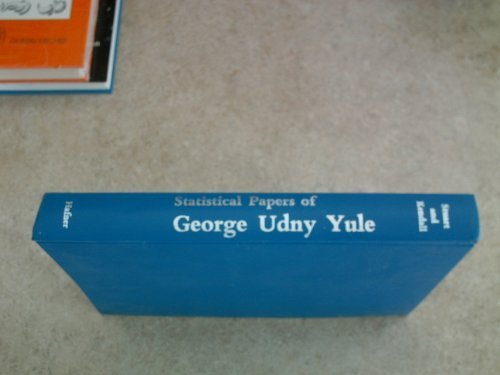 Hafner
Statistical Papers of
George Udny Yule
Stuart
and
Kendall